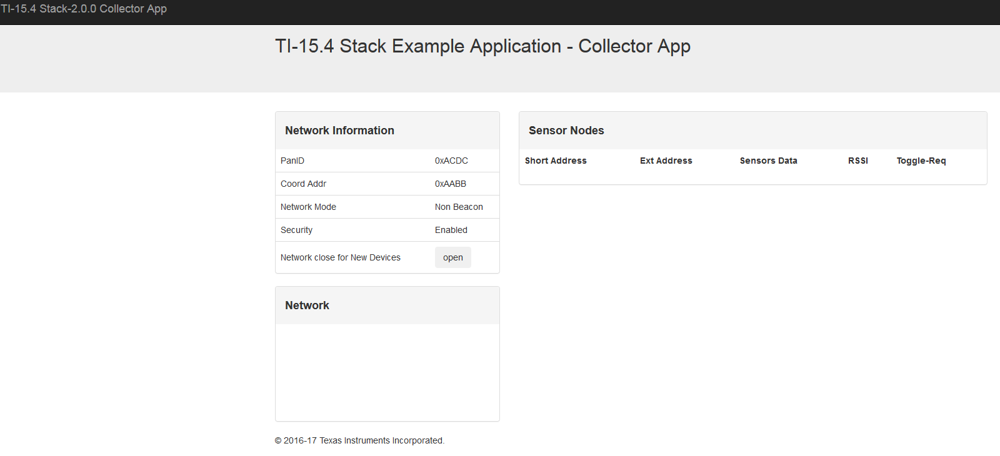 TI-15.4 Stack-2.0.0 Collector App
TI-15.4 Stack Example Application - Collector App
Network Information
PanID 0xACDC
Coord Addr 0xAABB
Network Mode Non Beacon
Security Enabled
Network close for New Devices open
Network
Sensor Nodes
Short Address Ext Address Sensors Data RSSI Toggle-Req
© 2016-17 Texas Instruments Incorporated.